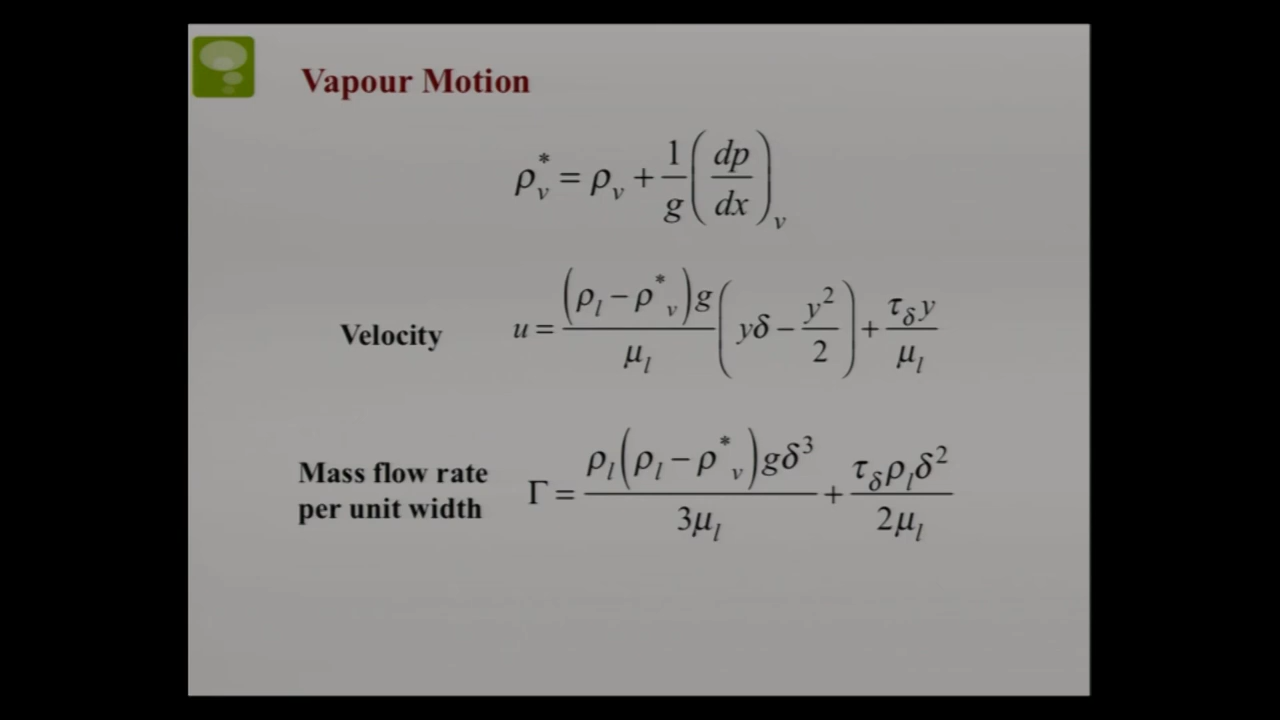 Vapour Motion
ρ*_v = ρ_v + 1/g (dp/dx)_v
Velocity u = (ρ_l − ρ*_v)g / μ_l (yδ − y²/2) + τ_δ y / μ_l
Mass flow rate
per unit width Γ = ρ_l(ρ_l − ρ*_v)gδ³ / 3μ_l + τ_δ ρ_l δ² / 2μ_l